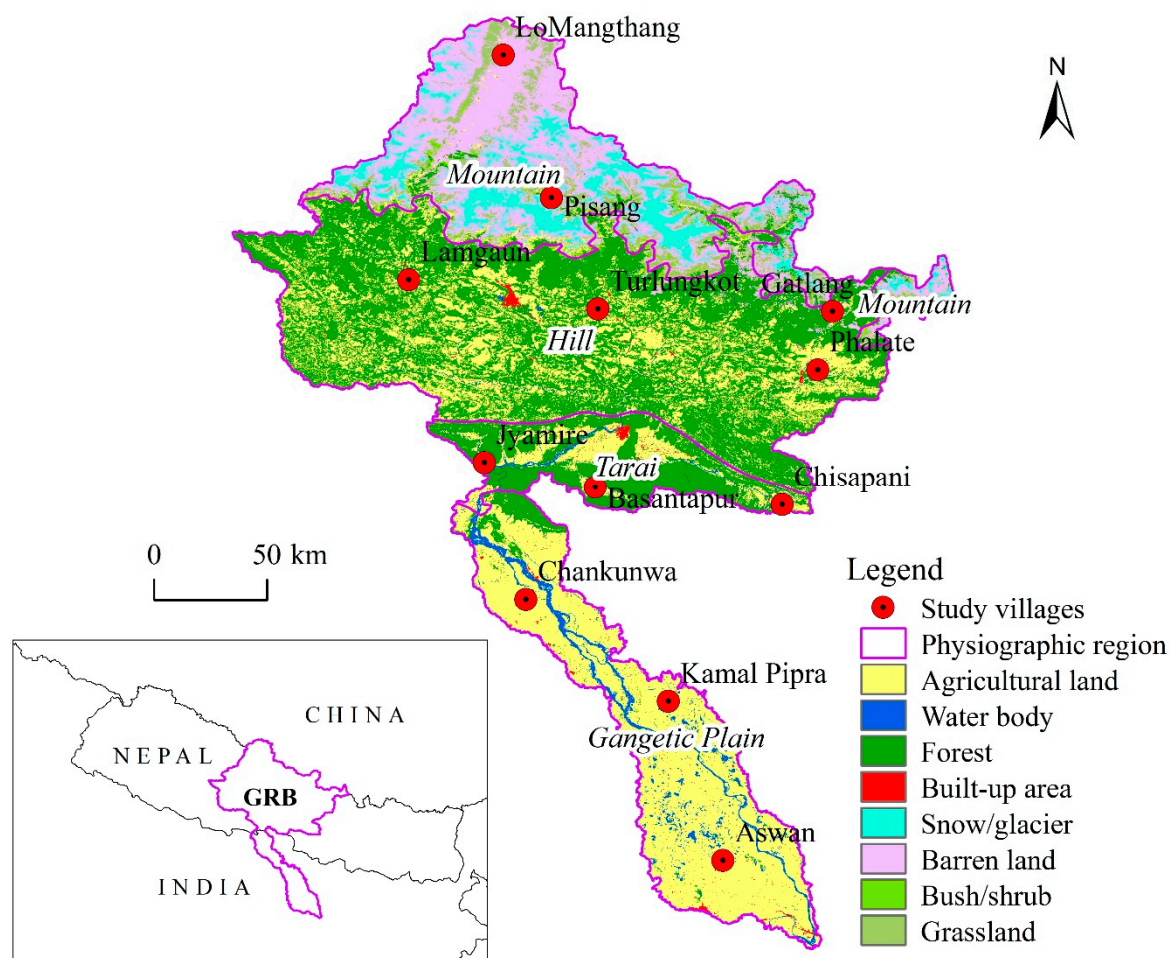 LoMangthang
N
Mountain
Pisang
Lamgaun
Turlungkot
Gatlang
Mountain
Hill
Phalate
Jyamire
Tarai
Basantapur
Chisapani
0 50 km
Chankunwa
Kamal Pipra
Gangetic Plain
Aswan
Legend
Study villages
Physiographic region
Agricultural land
Water body
Forest
Built-up area
Snow/glacier
Barren land
Bush/shrub
Grassland
CHINA
NEPAL
GRB
INDIA